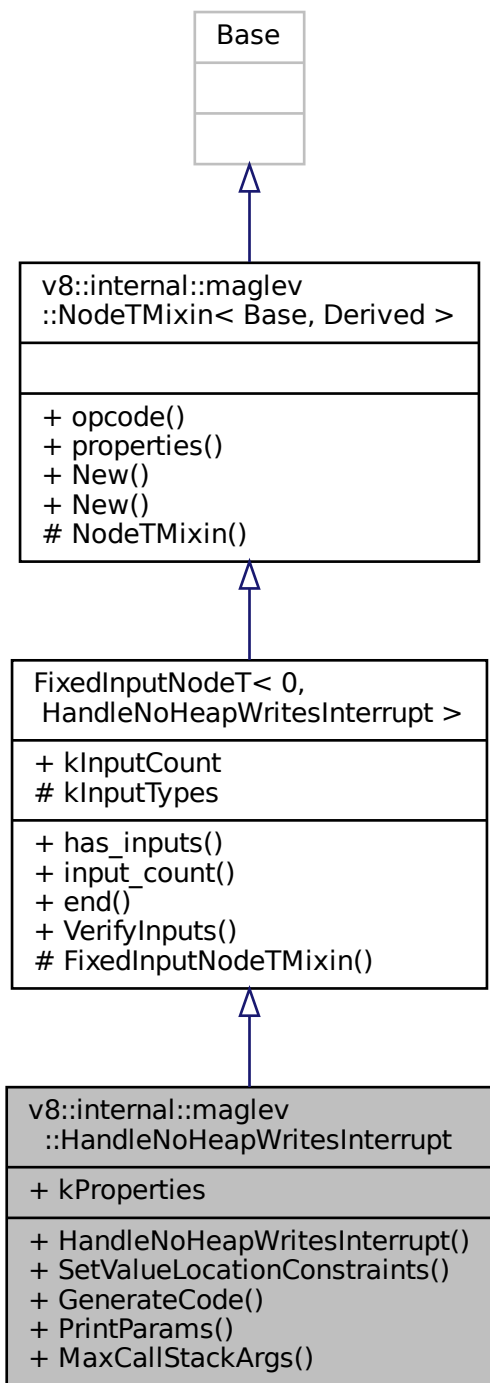 Base
v8::internal::maglev
::NodeTMixin< Base, Derived >
+ opcode()
+ properties()
+ New()
+ New()
# NodeTMixin()
FixedInputNodeT< 0,
HandleNoHeapWritesInterrupt >
+ kInputCount
# kInputTypes
+ has_inputs()
+ input_count()
+ end()
+ VerifyInputs()
# FixedInputNodeTMixin()
v8::internal::maglev
::HandleNoHeapWritesInterrupt
+ kProperties
+ HandleNoHeapWritesInterrupt()
+ SetValueLocationConstraints()
+ GenerateCode()
+ PrintParams()
+ MaxCallStackArgs()